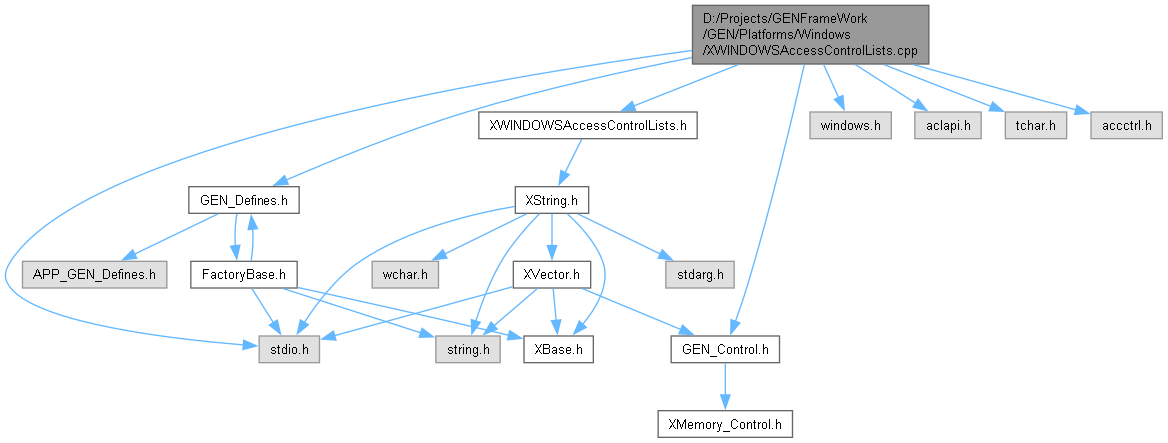 D:/Projects/GENFrameWork
/GEN/Platforms/Windows
/XWINDOWSAccessControlLists.cpp
XWINDOWSAccessControlLists.h
windows.h
aclapi.h
tchar.h
accctrl.h
GEN_Defines.h
XString.h
APP_GEN_Defines.h
FactoryBase.h
wchar.h
XVector.h
stdarg.h
stdio.h
string.h
XBase.h
GEN_Control.h
XMemory_Control.h